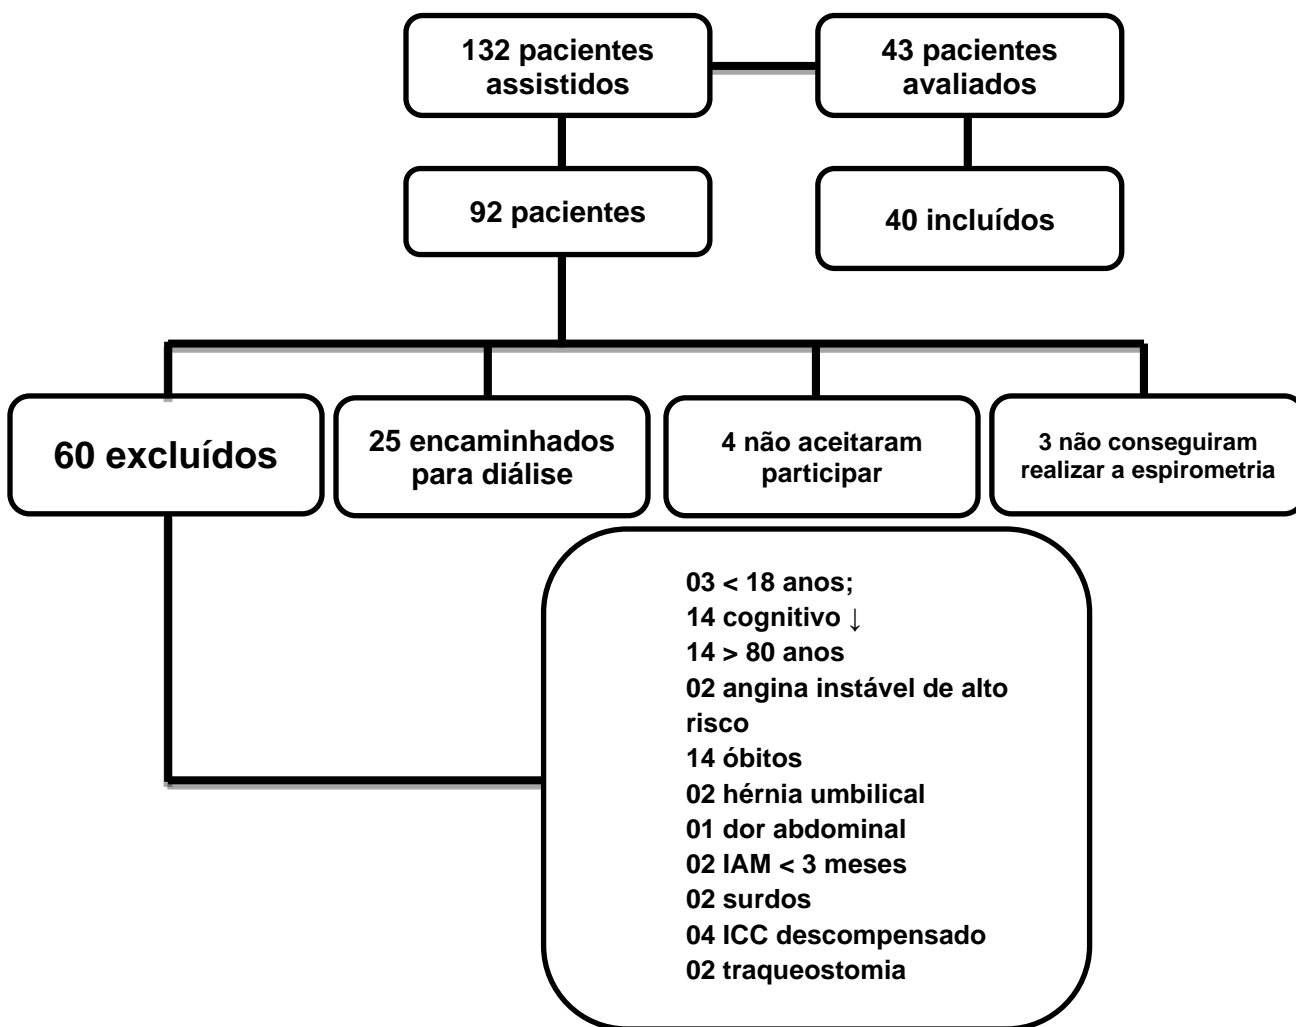 132 pacientes
assistidos
43 pacientes
avaliados
92 pacientes
40 incluídos
60 excluídos
25 encaminhados
para diálise
4 não aceitaram
participar
3 não conseguiram
realizar a espirometria
03 < 18 anos;
14 cognitivo ↓
14 > 80 anos
02 angina instável de alto
risco
14 óbitos
02 hérnia umbilical
01 dor abdominal
02 IAM < 3 meses
02 surdos
04 ICC descompensado
02 traqueostomia